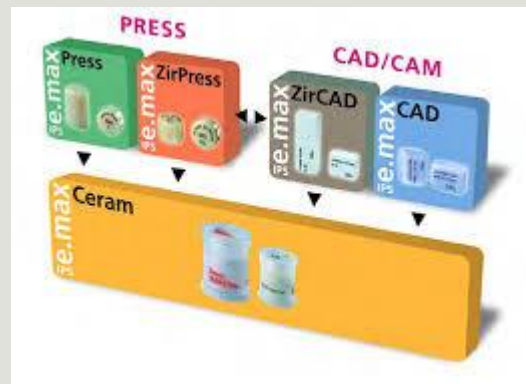 PRESS
CAD/CAM
IPS e.max
Press
IPS e.max
ZirPress
IPS e.max
ZirCAD
IPS e.max
CAD
IPS e.max
Ceram